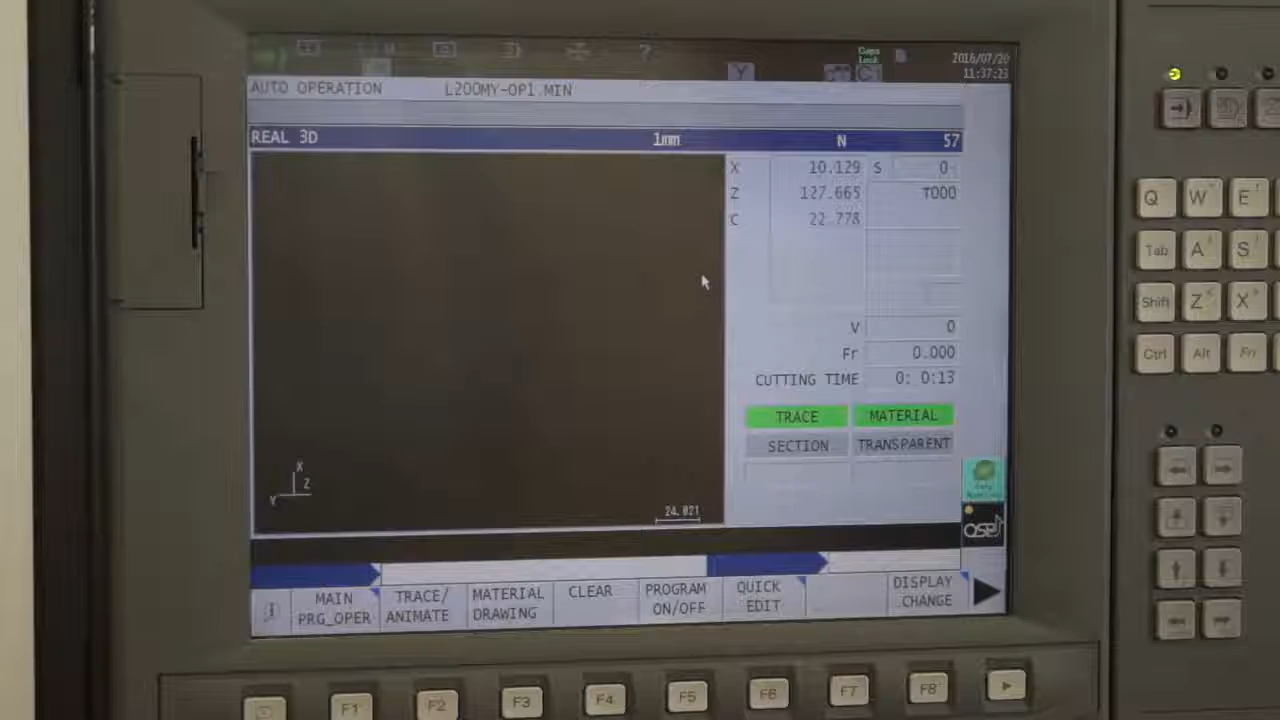 ?
Caps
Lock
2016/07/20
11:37:23
Y
AUTO OPERATION L200MY-OP1.MIN
REAL 3D 1mm N 57
X 10.129 S 0
Z 127.665 T000
C 22.778
V 0
Fr 0.000
CUTTING TIME 0: 0:13
TRACE MATERIAL
SECTION TRANSPARENT
X
Z
Y
24.021
OSP
MAIN
PRG_OPER
TRACE/
ANIMATE
MATERIAL
DRAWING
CLEAR
PROGRAM
ON/OFF
QUICK
EDIT
DISPLAY
CHANGE
F1 F2 F3 F4 F5 F6 F7 F8
Q W E
Tab A S
Shift Z X
Ctrl Alt Fn